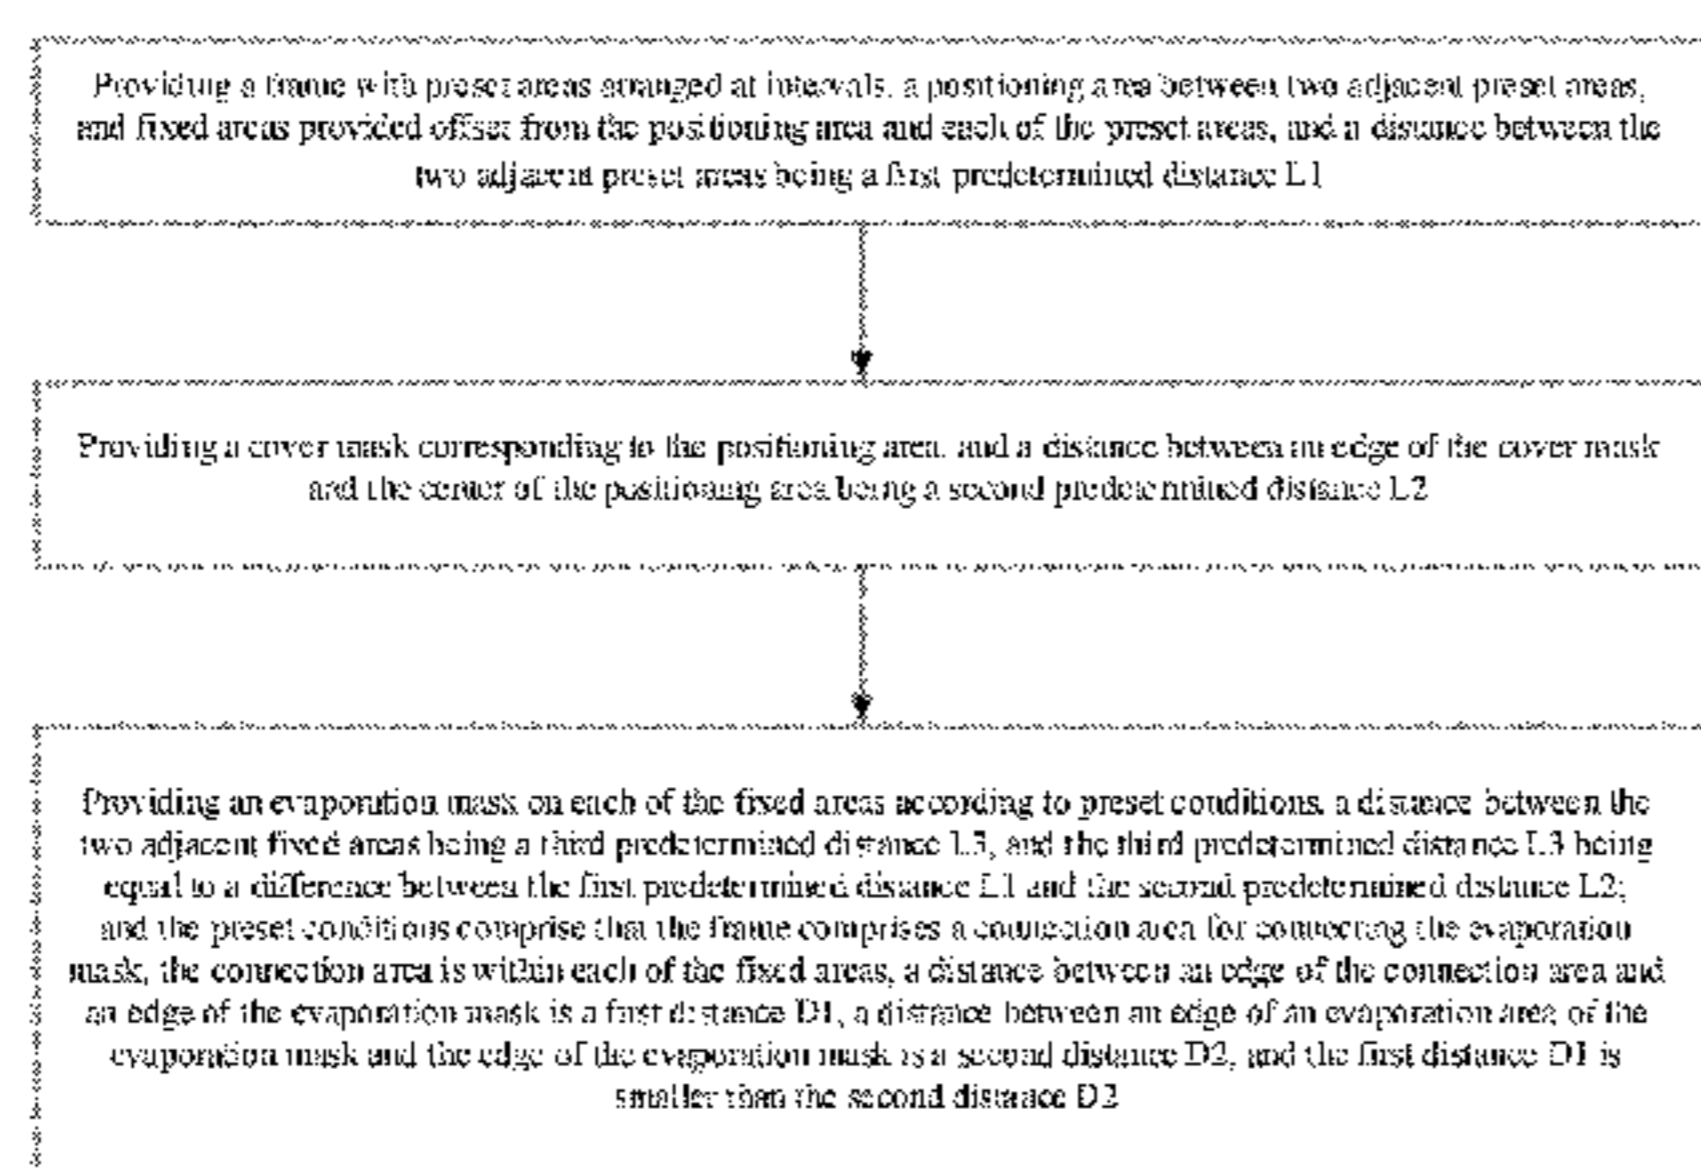 Providing a frame with preset areas arranged at intervals, a positioning area between two adjacent preset areas,
and fixed areas provided offset from the positioning area and each of the preset areas, and a distance between the
two adjacent preset areas being a first predetermined distance L1
Providing a cover mask corresponding to the positioning area, and a distance between an edge of the cover mask
and the center of the positioning area being a second predetermined distance L2
Providing an evaporation mask on each of the fixed areas according to preset conditions, a distance between the
two adjacent fixed areas being a third predetermined distance L3, and the third predetermined distance L3 being
equal to a difference between the first predetermined distance L1 and the second predetermined distance L2;
and the preset conditions comprise that the frame comprises a connection area for connecting the evaporation
mask, the connection area is within each of the fixed areas, a distance between an edge of the connection area and
an edge of the evaporation mask is a first distance D1, a distance between an edge of an evaporation area of the
evaporation mask and the edge of the evaporation mask is a second distance D2, and the first distance D1 is
smaller than the second distance D2